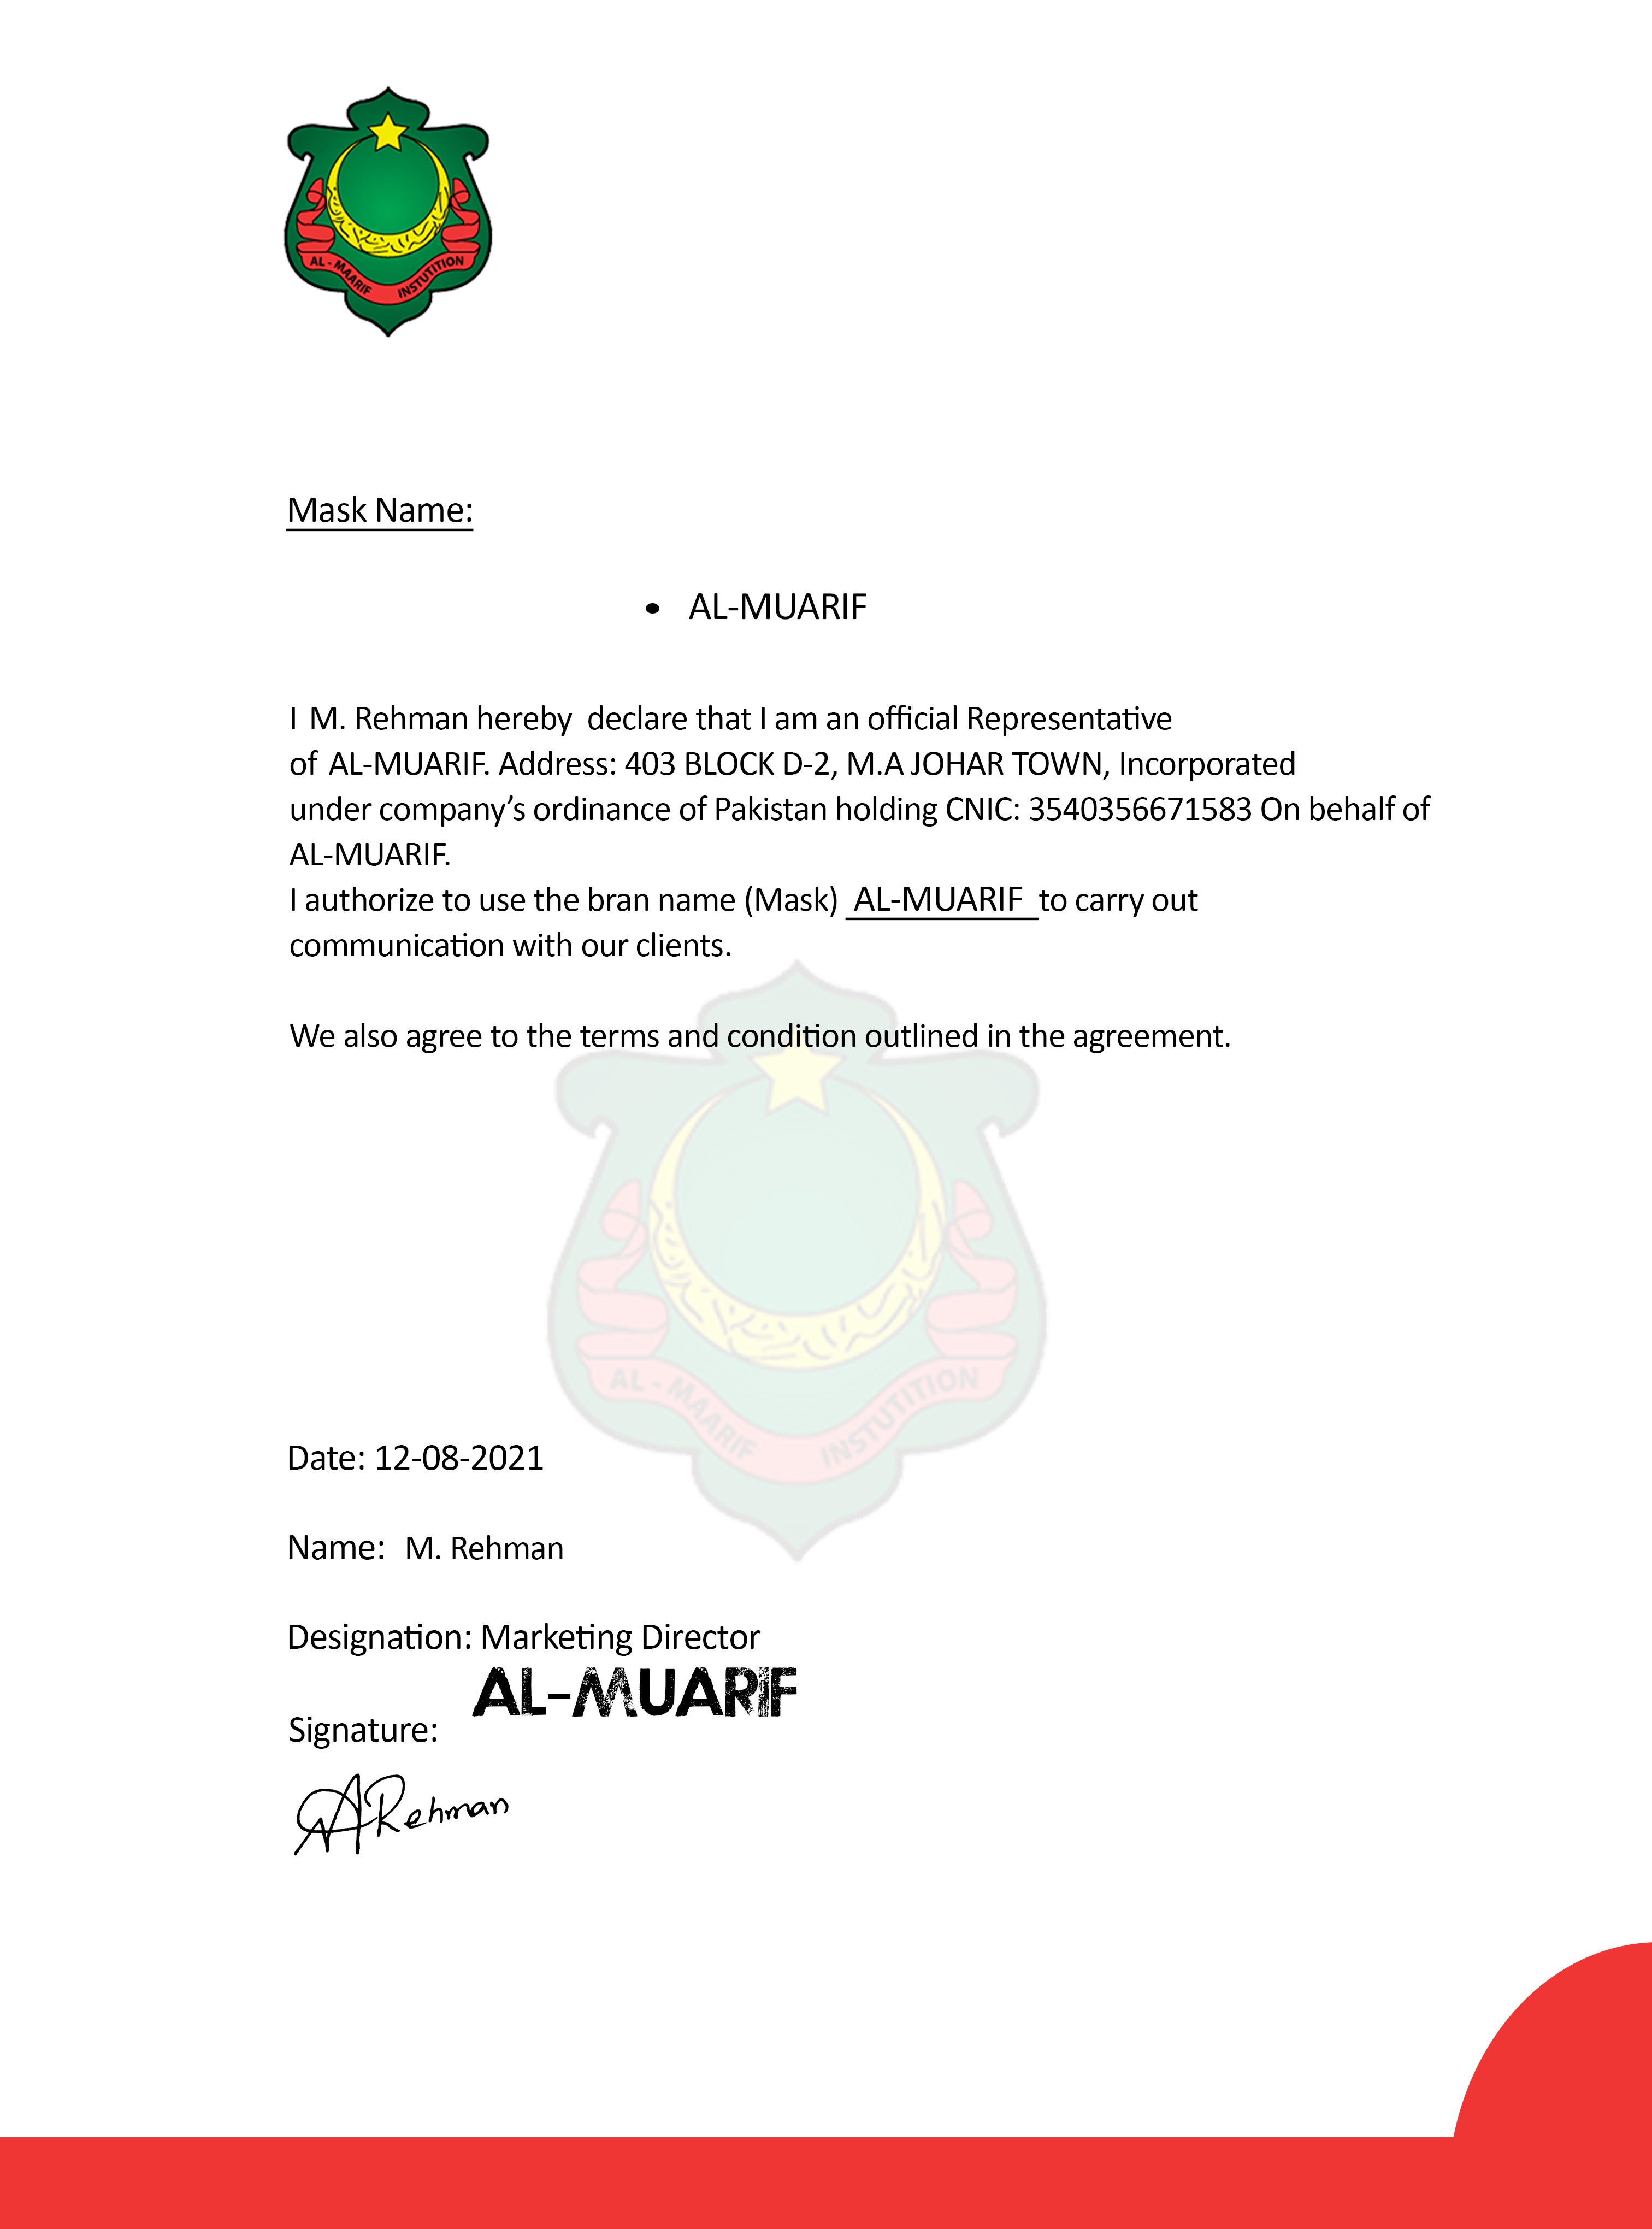 AL - MAARIF INSTUTITION
Mask Name:
• AL-MUARIF
I M. Rehman hereby declare that I am an official Representative
of AL-MUARIF. Address: 403 BLOCK D-2, M.A JOHAR TOWN, Incorporated
under company’s ordinance of Pakistan holding CNIC: 3540356671583 On behalf of
AL-MUARIF.
I authorize to use the bran name (Mask) AL-MUARIF to carry out
communication with our clients.
We also agree to the terms and condition outlined in the agreement.
AL - MAARIF INSTUTITION
Date: 12-08-2021
Name: M. Rehman
Designation: Marketing Director
AL-MUARIF
Signature:
ARehman